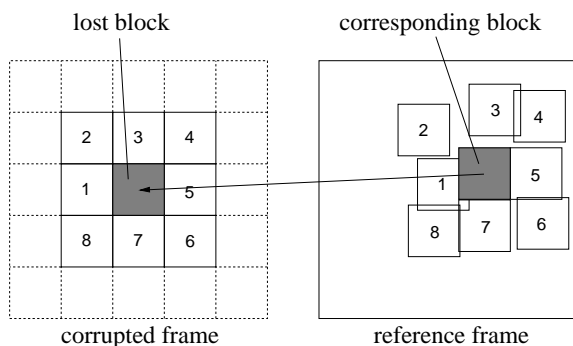 lost block
corresponding block
2 3 4
1 5
8 7 6
3 4
2
1 5
8 7 6
corrupted frame
reference frame